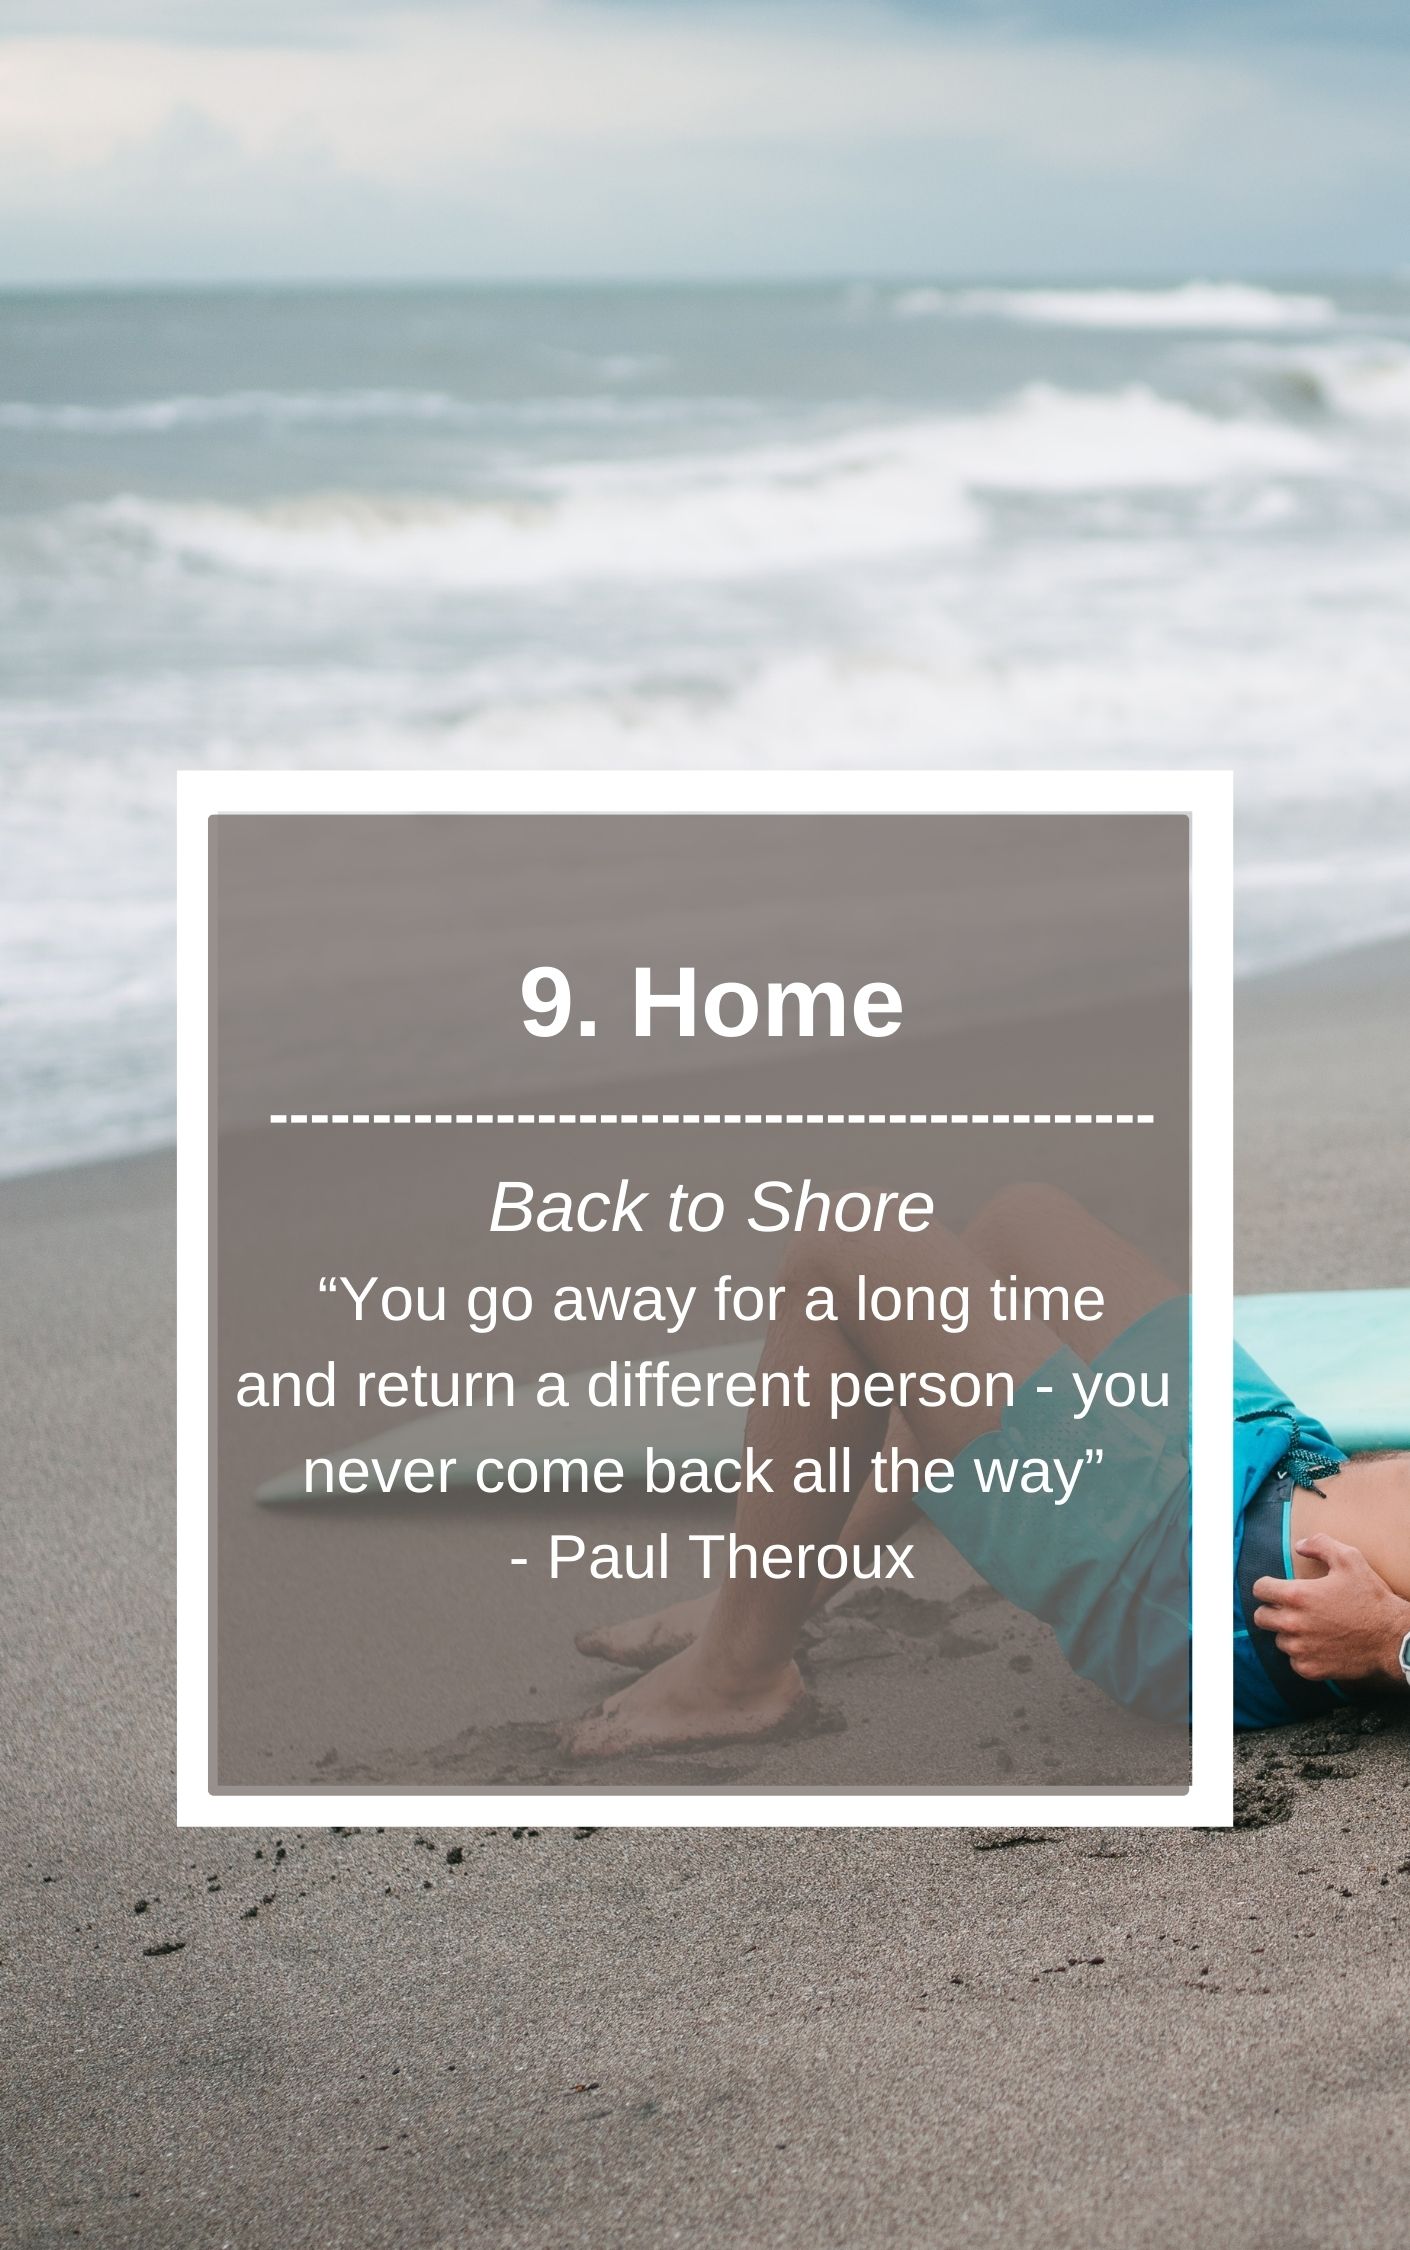 9. Home
-------------------------------------------
Back to Shore
“You go away for a long time
and return a different person - you
never come back all the way”
- Paul Theroux